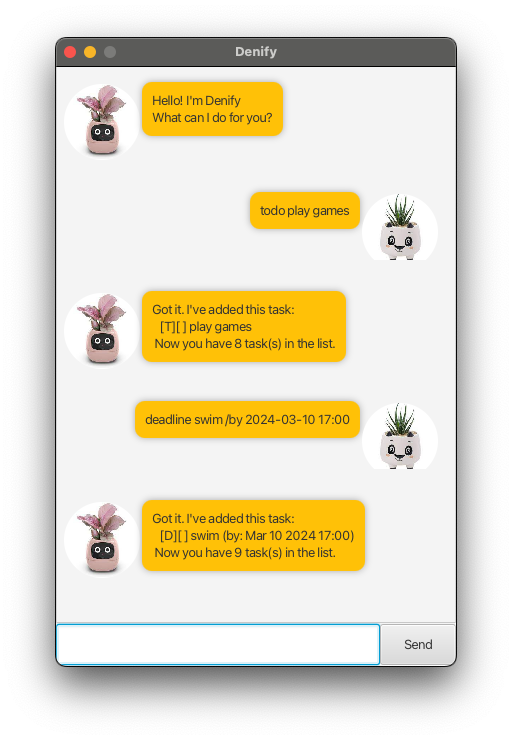 Denify
Hello! I'm Denify
What can I do for you?
todo play games
Got it. I've added this task:
[T][ ] play games
Now you have 8 task(s) in the list.
deadline swim /by 2024-03-10 17:00
Got it. I've added this task:
[D][ ] swim (by: Mar 10 2024 17:00)
Now you have 9 task(s) in the list.
Send